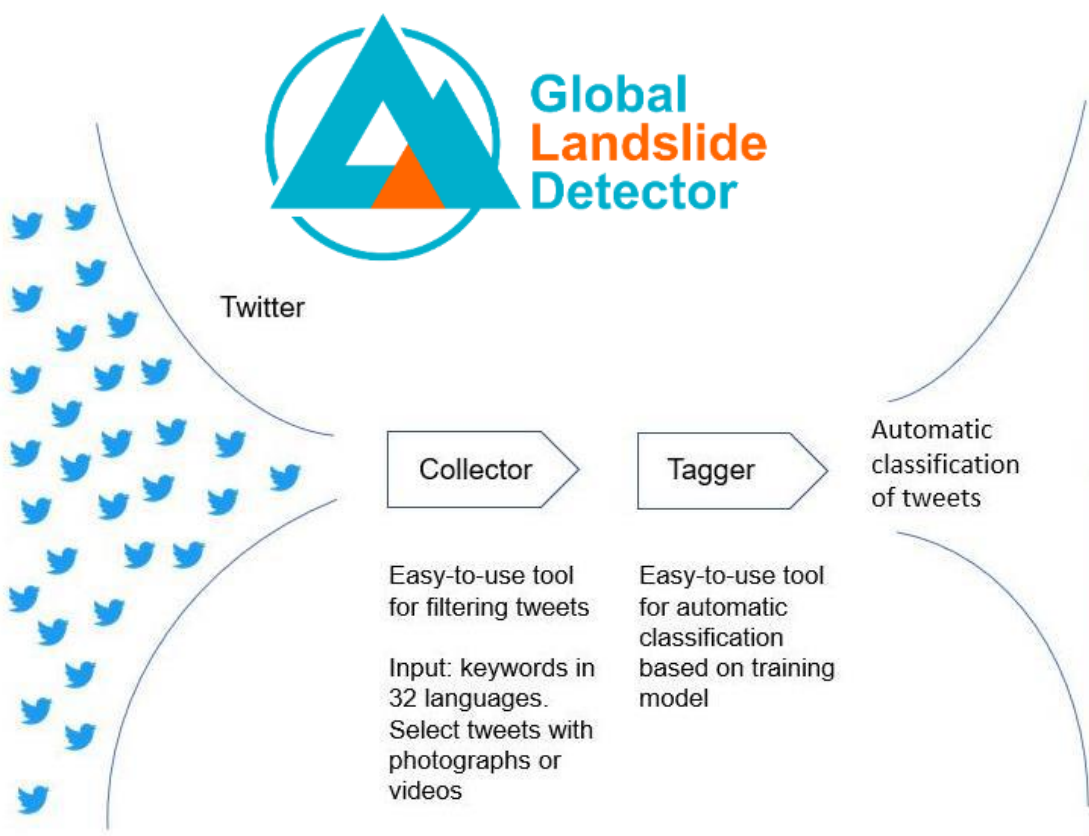 Global
Landslide
Detector
Twitter
Collector
Tagger
Automatic
classification
of tweets
Easy-to-use tool
for filtering tweets
Input: keywords in
32 languages.
Select tweets with
photographs or
videos
Easy-to-use tool
for automatic
classification
based on training
model